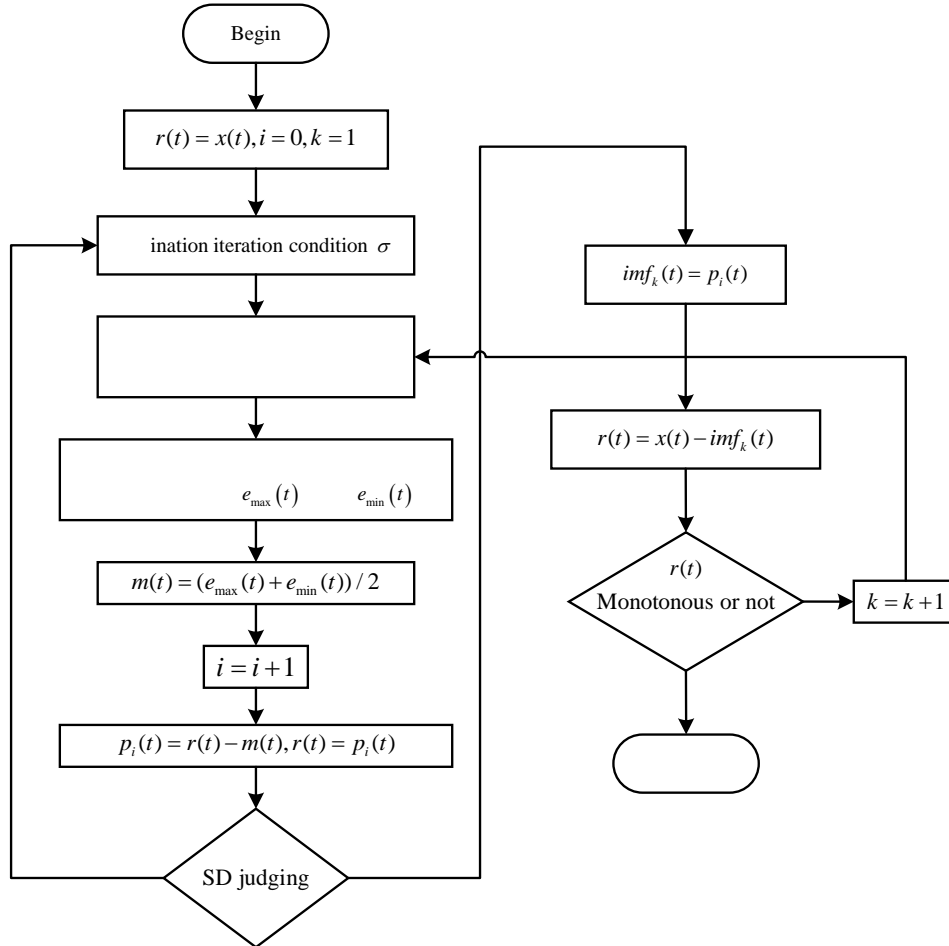 Begin
r(t) = x(t), i = 0, k = 1
ination iteration condition σ
e_max(t) e_min(t)
m(t) = (e_max(t) + e_min(t)) / 2
i = i + 1
p_i(t) = r(t) − m(t), r(t) = p_i(t)
SD judging
imf_k(t) = p_i(t)
r(t) = x(t) − imf_k(t)
r(t)
Monotonous or not
k = k + 1